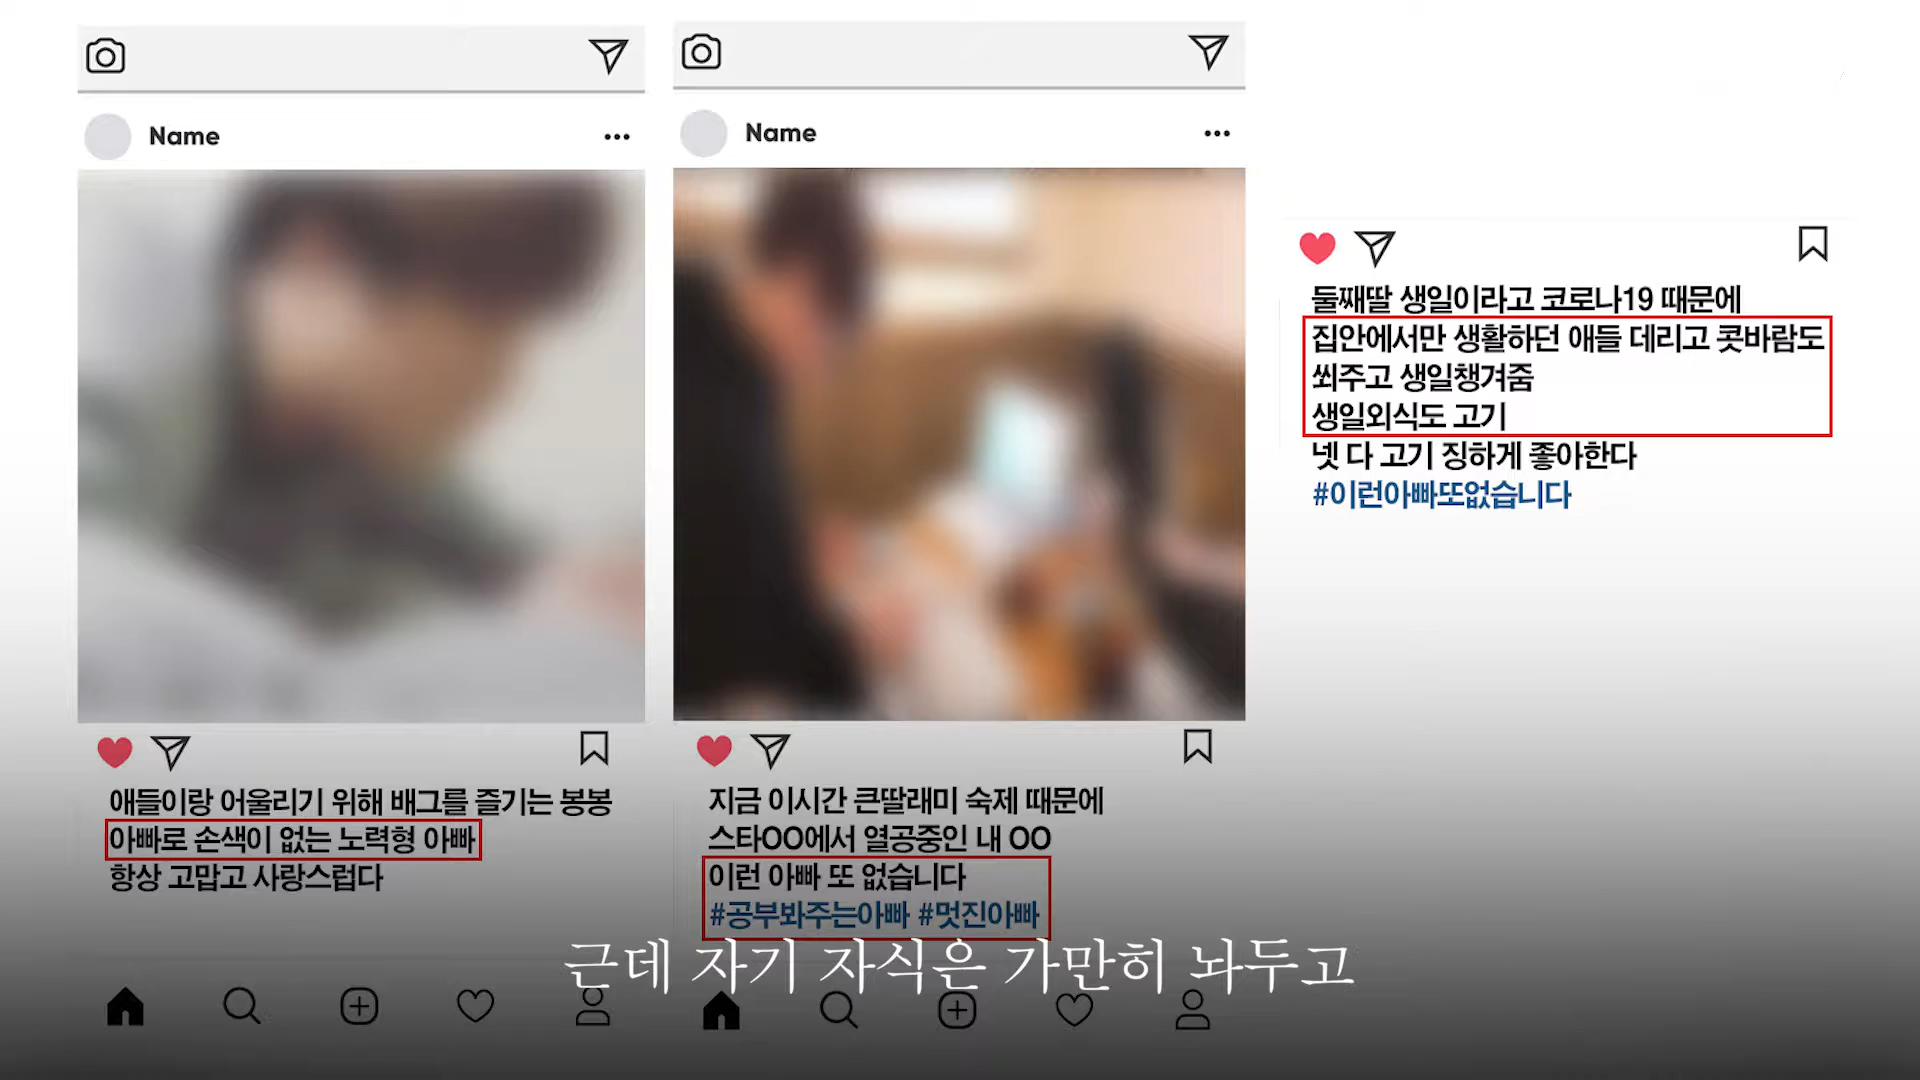 Name
애들이랑 어울리기 위해 배그를 즐기는 봉봉
아빠로 손색이 없는 노력형 아빠
항상 고맙고 사랑스럽다
Name
지금 이시간 큰딸래미 숙제 때문에
스타OO에서 열공중인 내 OO
이런 아빠 또 없습니다
#공부봐주는아빠 #멋진아빠
둘째딸 생일이라고 코로나19 때문에
집안에서만 생활하던 애들 데리고 콧바람도
쐬주고 생일챙겨줌
생일외식도 고기
넷 다 고기 징하게 좋아한다
#이런아빠또없습니다
근데 자기 자식은 가만히 놔두고